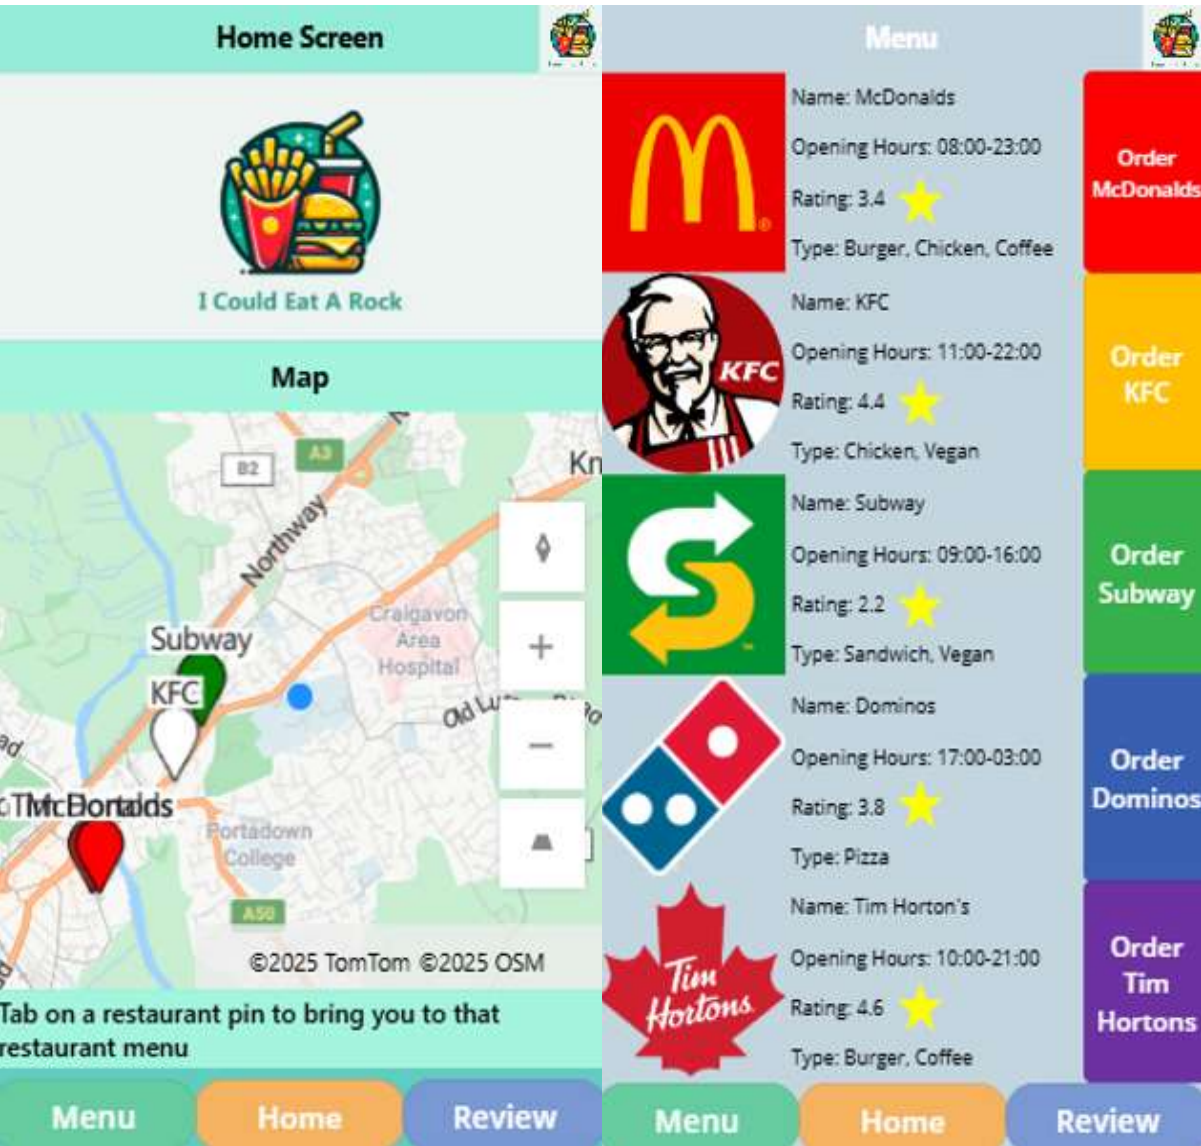 Home Screen
I Could Eat A Rock
Map
B2
A3
Northway
Craigavon
Area
Hospital
Subway
KFC
McDonalds
Portadown
College
A50
©2025 TomTom ©2025 OSM
Tab on a restaurant pin to bring you to that
restaurant menu
Menu
Home
Review
Menu
Name: McDonalds
Opening Hours: 08:00-23:00
Rating: 3.4
Type: Burger, Chicken, Coffee
Order
McDonalds
KFC
Name: KFC
Opening Hours: 11:00-22:00
Rating: 4.4
Type: Chicken, Vegan
Order
KFC
Name: Subway
Opening Hours: 09:00-16:00
Rating: 2.2
Type: Sandwich, Vegan
Order
Subway
Name: Dominos
Opening Hours: 17:00-03:00
Rating: 3.8
Type: Pizza
Order
Dominos
Tim
Hortons
Name: Tim Horton's
Opening Hours: 10:00-21:00
Rating: 4.6
Type: Burger, Coffee
Order
Tim
Hortons
Menu
Home
Review